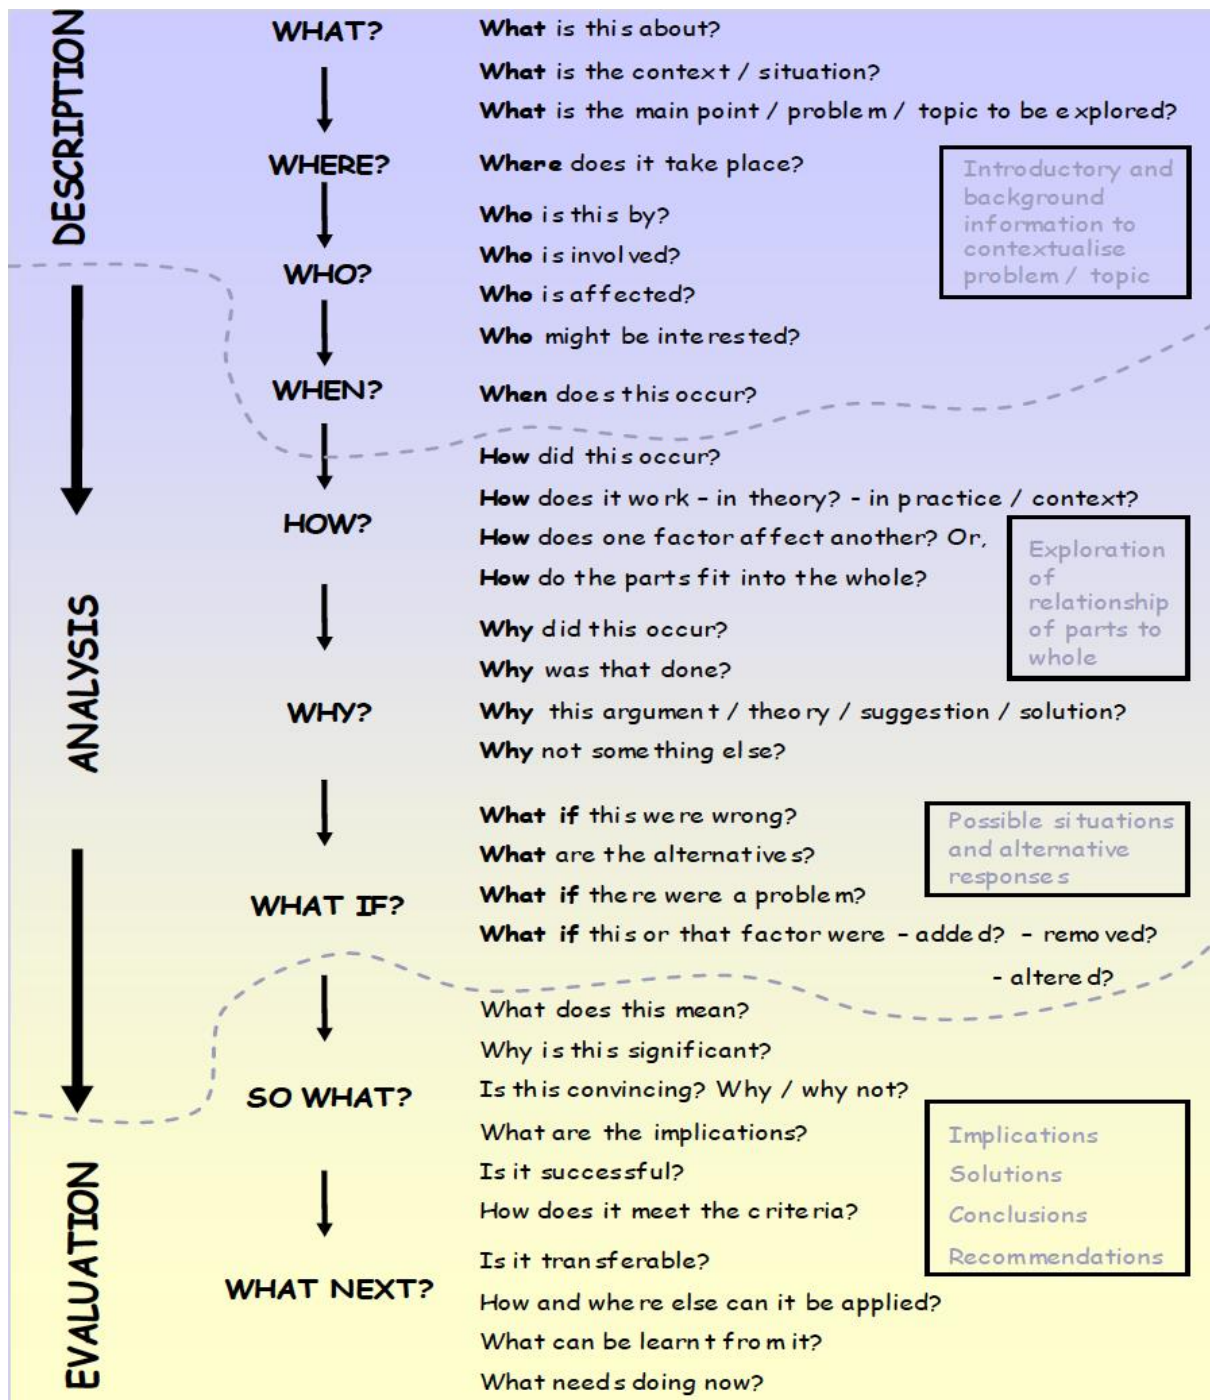 DESCRIPTION
WHAT?
What is this about?
What is the context / situation?
What is the main point / problem / topic to be explored?
WHERE?
Where does it take place?
Introductory and
background
information to
contextualise
problem / topic
WHO?
Who is this by?
Who is involved?
Who is affected?
Who might be interested?
WHEN?
When does this occur?
ANALYSIS
HOW?
How did this occur?
How does it work – in theory? - in practice / context?
How does one factor affect another? Or,
How do the parts fit into the whole?
Exploration
of
relationship
of parts to
whole
WHY?
Why did this occur?
Why was that done?
Why this argument / theory / suggestion / solution?
Why not something else?
WHAT IF?
What if this were wrong?
What are the alternatives?
What if there were a problem?
What if this or that factor were – added? – removed?
- altered?
Possible situations
and alternative
responses
EVALUATION
SO WHAT?
What does this mean?
Why is this significant?
Is this convincing? Why / why not?
What are the implications?
Is it successful?
How does it meet the criteria?
Implications
Solutions
Conclusions
Recommendations
WHAT NEXT?
Is it transferable?
How and where else can it be applied?
What can be learnt from it?
What needs doing now?